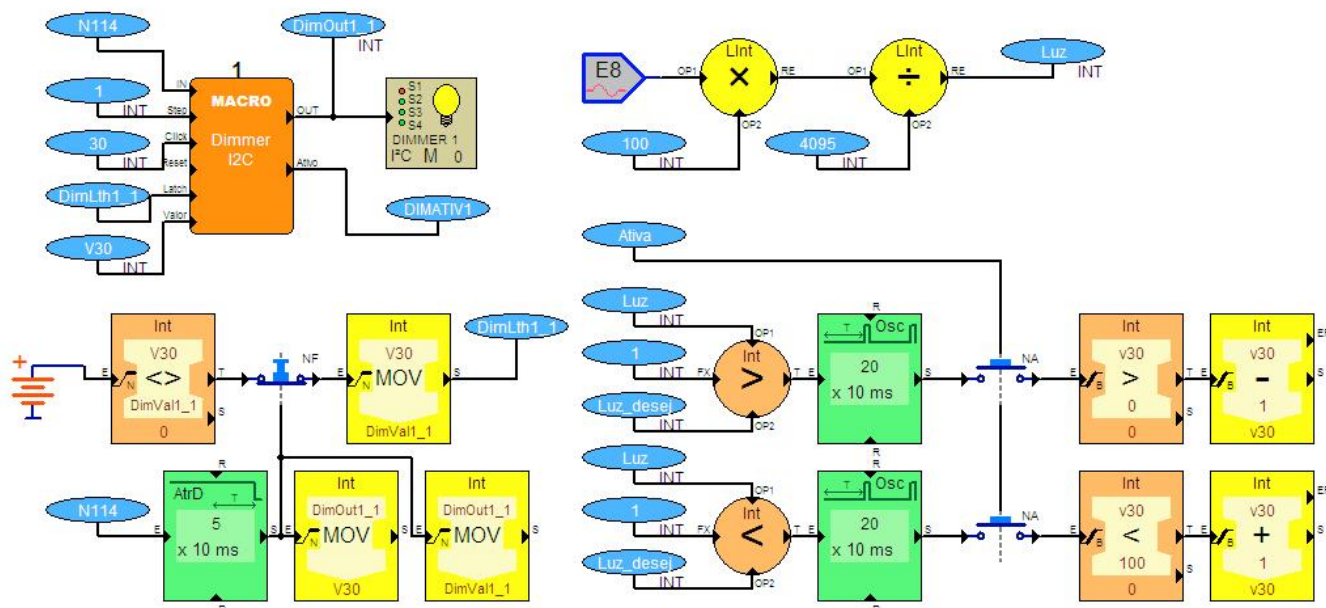 N114
DimOut1_1
INT
1
1
INT
30
INT
DimLth1_1
V30
INT
IN
Step
Click
Reset
Latch
Valor
MACRO
Dimmer
I2C
OUT
Ativo
S1
S2
S3
S4
DIMMER 1
I²C M 0
DIMATIV1
E8
OP1
LInt
×
RE
OP2
100
INT
OP1
LInt
÷
RE
OP2
4095
INT
Luz
INT
+
E
N
Int
V30
<>
DimVal1_1
0
T
S
NF
E
N
Int
V30
MOV
DimVal1_1
S
DimLth1_1
N114
E
R
AtrD
T
5
x 10 ms
S
R
E
N
Int
DimOut1_1
MOV
V30
S
E
N
Int
DimOut1_1
MOV
DimVal1_1
S
Ativa
Luz
INT
1
INT
Luz_desej
INT
OP1
FX
OP2
Int
>
T
E
R
T
Osc
20
x 10 ms
S
R
NA
E
B
Int
v30
>
0
0
T
S
E
B
Int
v30
-
1
v30
ER
S
Luz
INT
1
INT
Luz_desej
INT
OP1
FX
OP2
Int
<
T
E
R
T
Osc
20
x 10 ms
S
R
NA
E
B
Int
v30
<
100
0
T
S
E
B
Int
v30
+
1
v30
ER
S